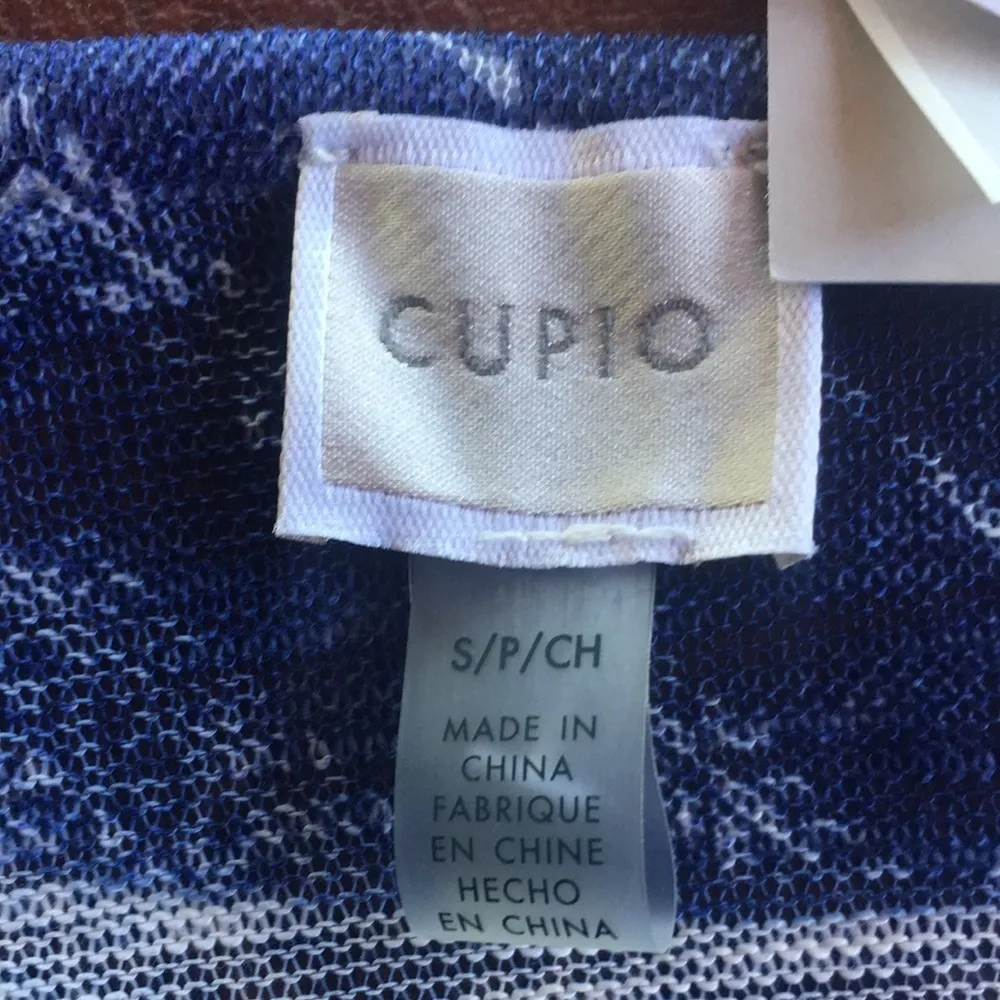 CUPIO
S/P/CH
MADE IN
CHINA
FABRIQUE
EN CHINE
HECHO
EN CHINA